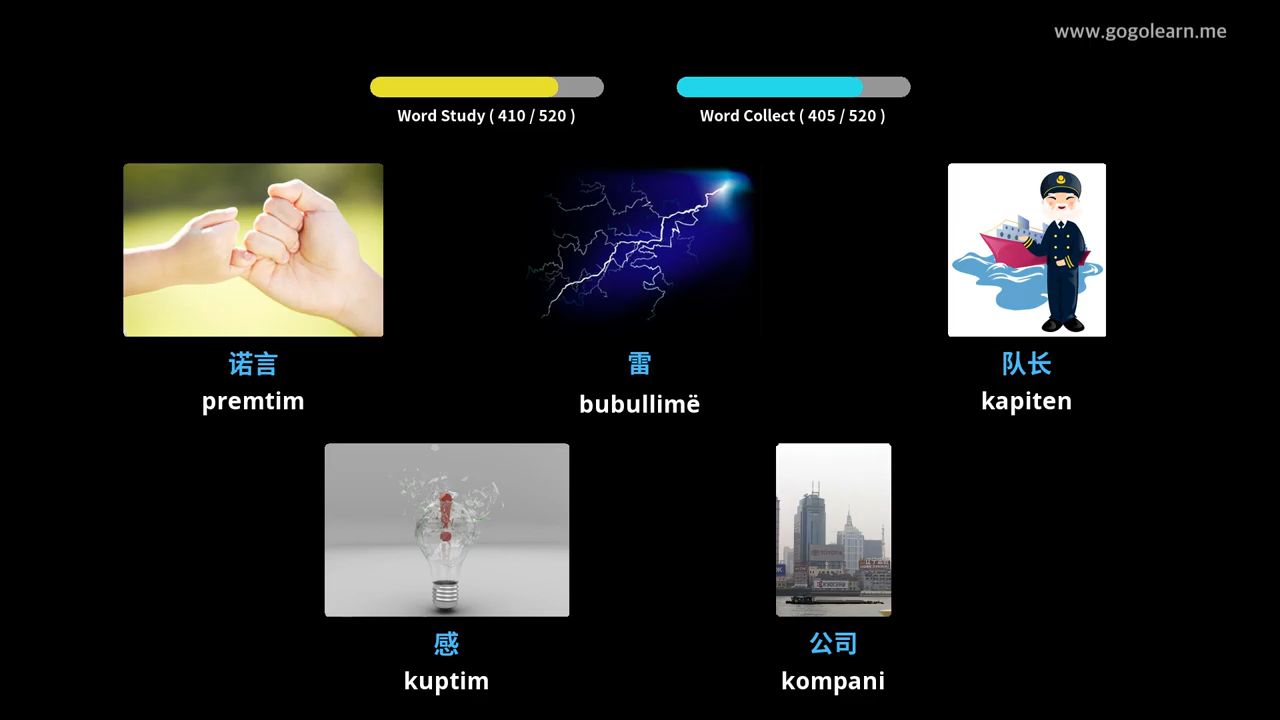 www.gogolearn.me
Word Study ( 410 / 520 )
Word Collect ( 405 / 520 )
诺言
premtim
雷
bubullimë
队长
kapiten
感
kuptim
公司
kompani